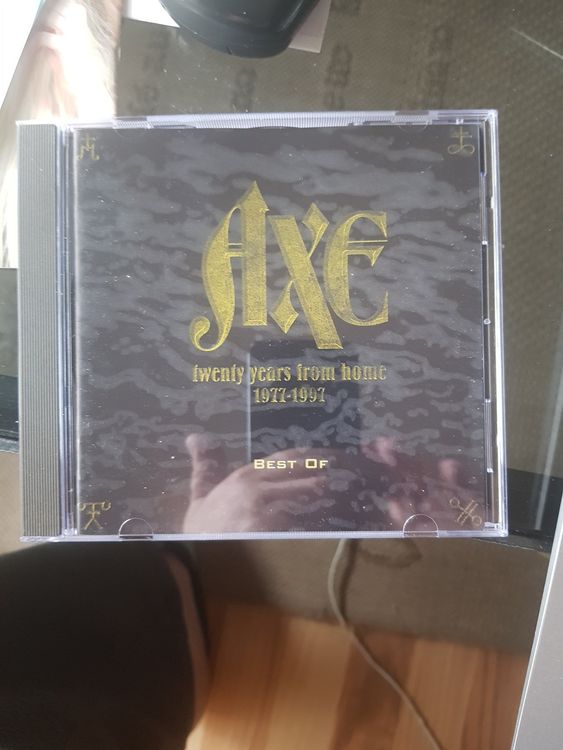 AXE
twenty years from home
1977-1997
BEST OF